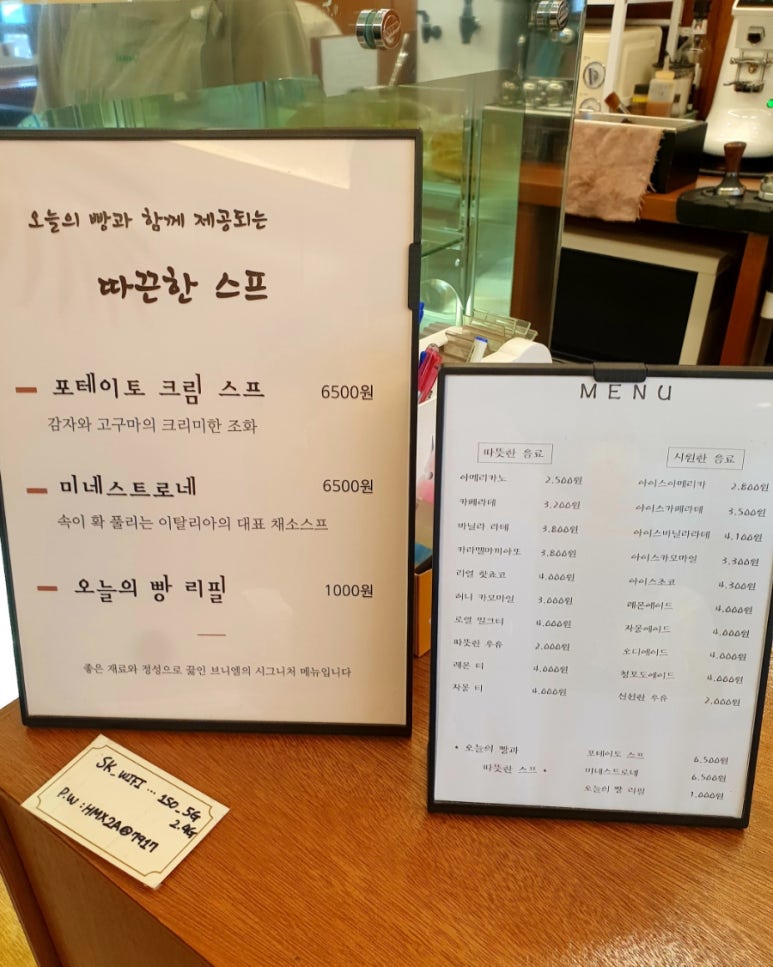 오늘의 빵과 함께 제공되는
따끈한 스프
포테이토 크림 스프 6500원
감자와 고구마의 크리미한 조화
미네스트로네 6500원
속이 확 풀리는 이탈리아의 대표 채소스프
오늘의 빵 리필 1000원
좋은 재료와 정성으로 끓인 브니엘의 시그니처 메뉴입니다
SK_WIFI ... 150_5G
2.4G
P.W : HMX2A@7917
MENU
따뜻한 음료
아메리카노 2.500원
카페라떼 3.200원
바닐라 라떼 3.800원
카라멜마끼아또 3.800원
리얼 핫쵸코 4.000원
허니 카모마일 3.000원
로얄 밀크티 4.000원
따뜻한 우유 2.000원
레몬 티 4.000원
자몽 티 4.000원
시원한 음료
아이스아메리카 2.800원
아이스카페라떼 3.500원
아이스바닐라라떼 4.100원
아이스카모마일 3.300원
아이스초코 4.300원
레몬에이드 4.000원
자몽에이드 4.000원
오디에이드 4.000원
청포도에이드 4.000원
신선한 우유 2.000원
• 오늘의 빵과
따뜻한 스프 •
포테이토 스프 6.500원
미네스트로네 6.500원
오늘의 빵 리필 1.000원